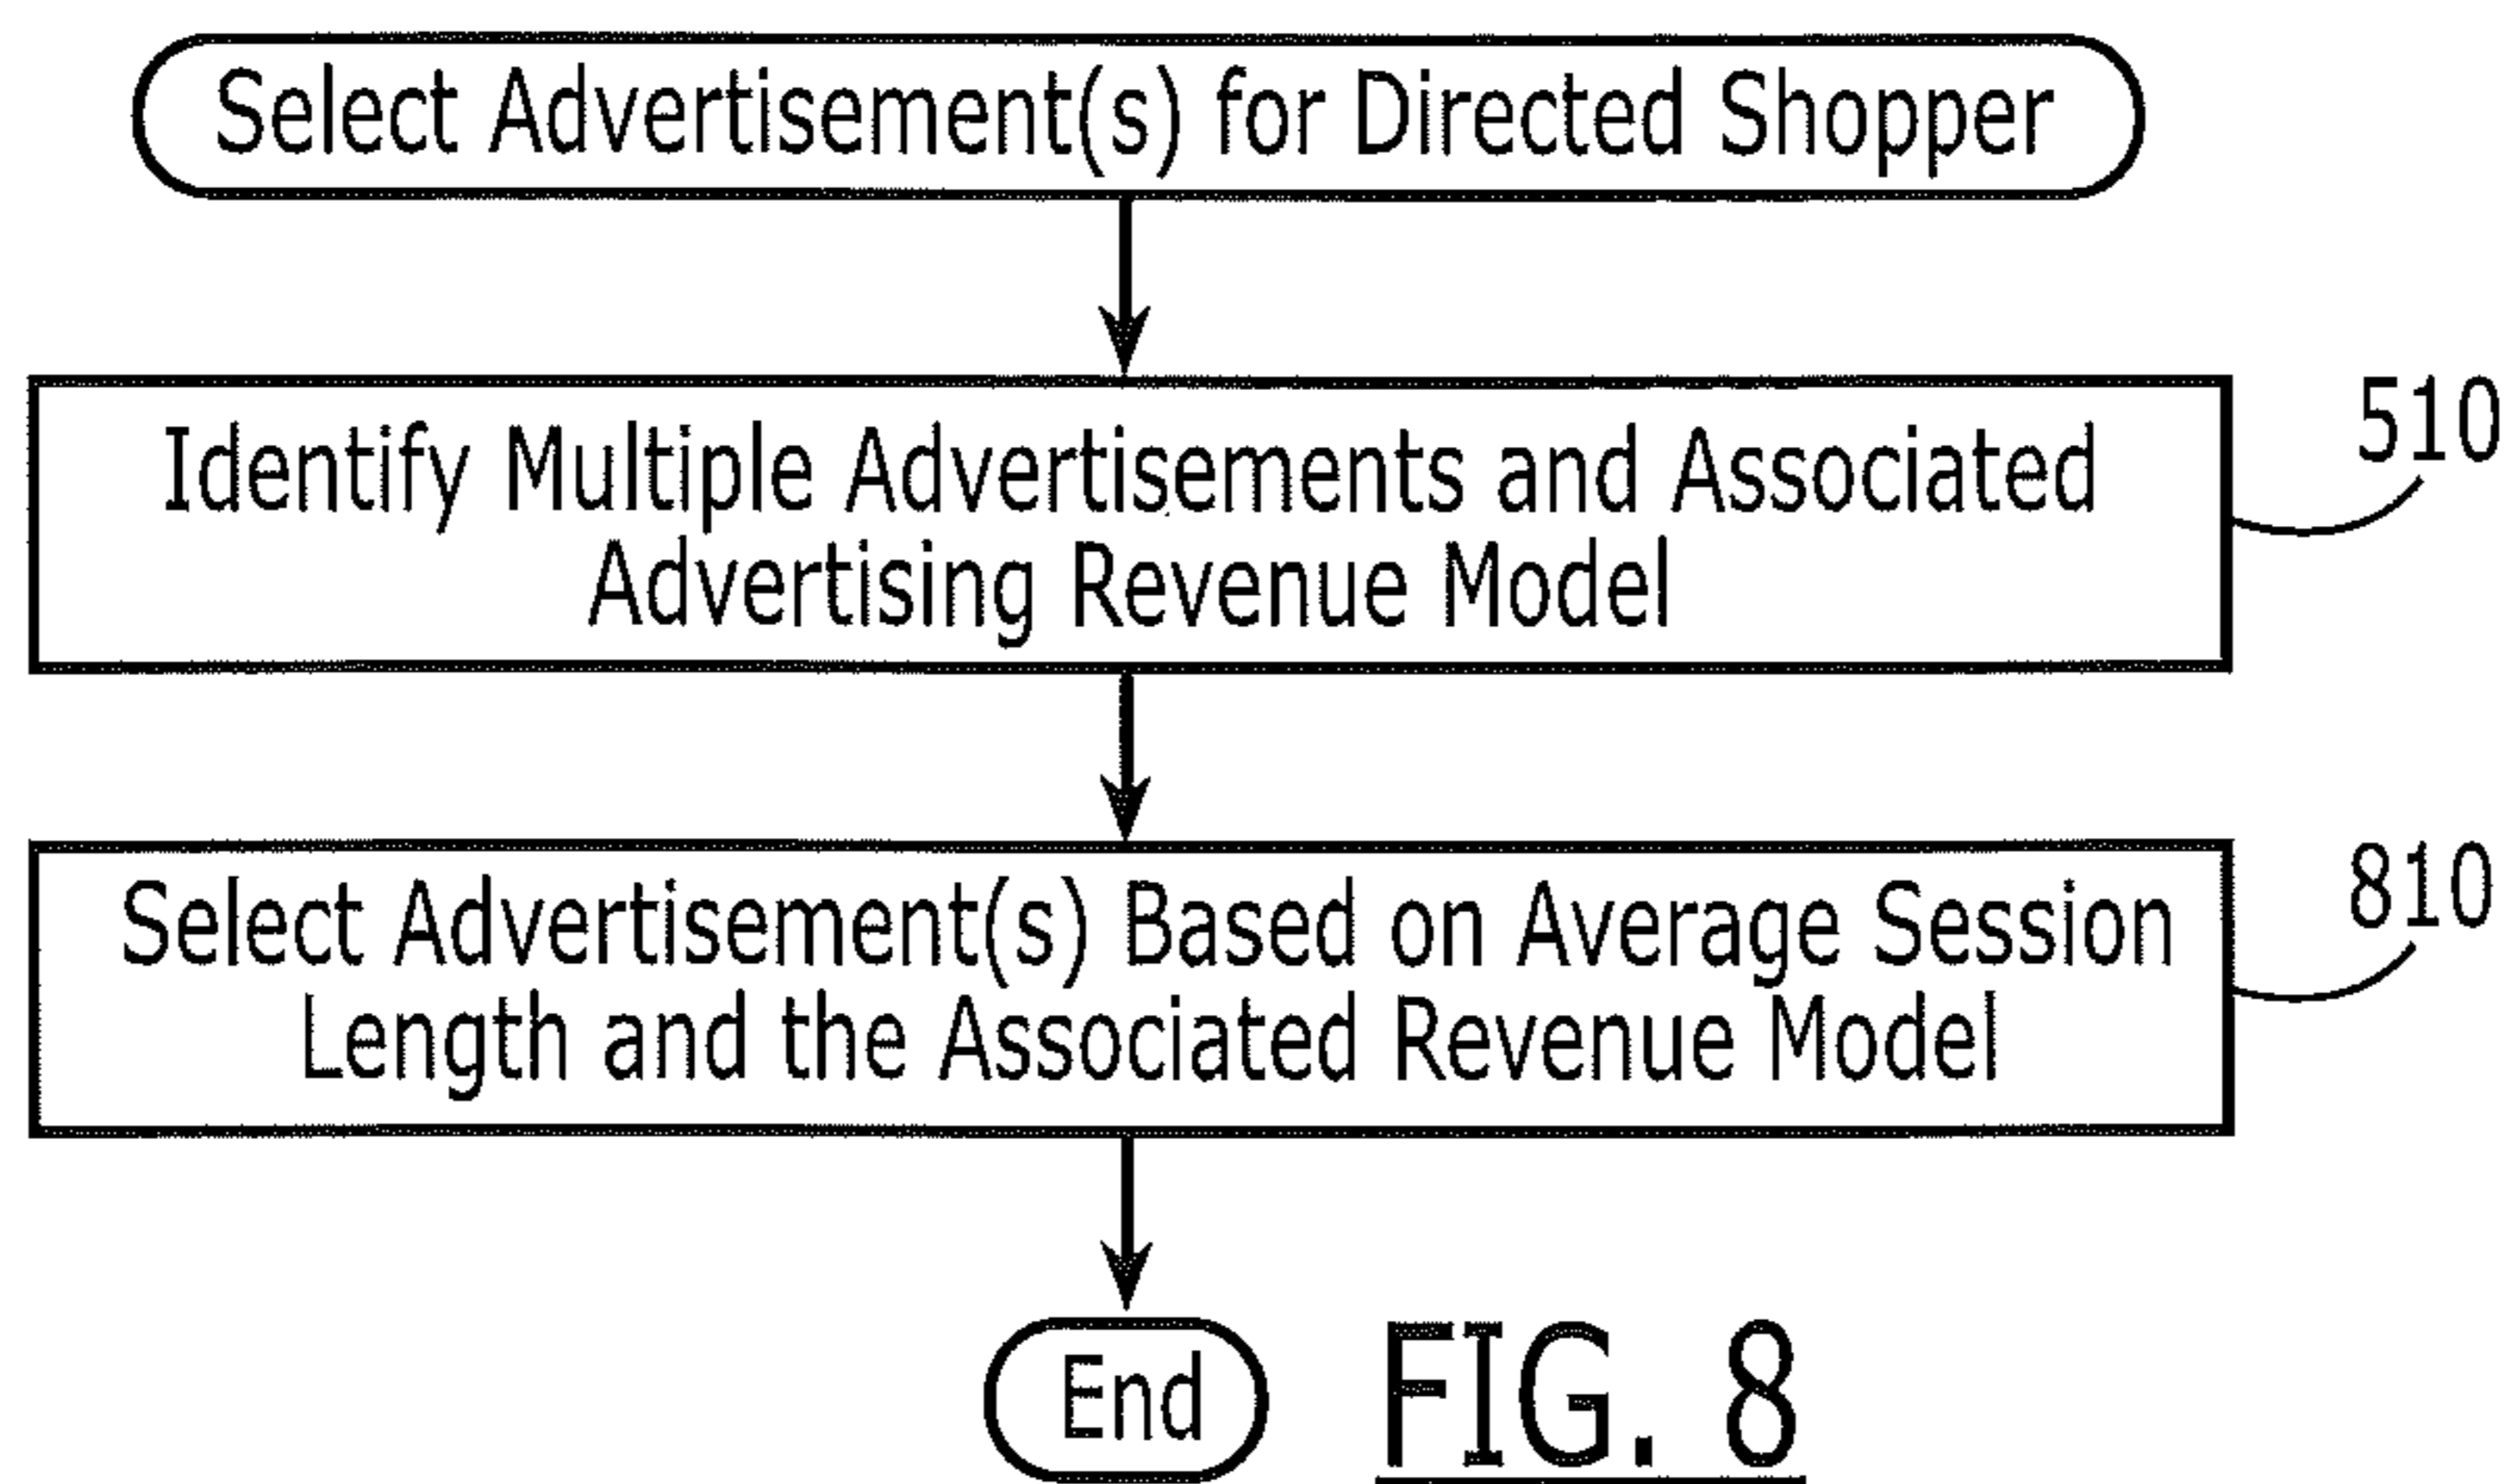 Select Advertisement(s) for Directed Shopper
Identify Multiple Advertisements and Associated
Advertising Revenue Model
510
Select Advertisement(s) Based on Average Session
Length and the Associated Revenue Model
810
End
FIG. 8